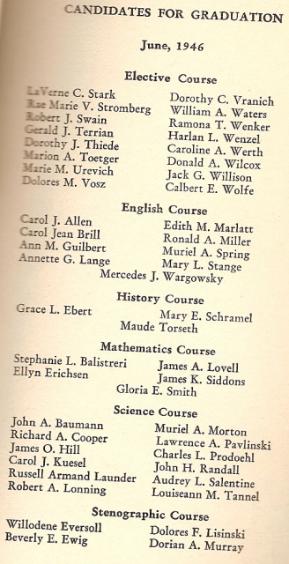 CANDIDATES FOR GRADUATION
June, 1946
Elective Course
LaVerne C. Stark
Rae Marie V. Stromberg
Robert J. Swain
Gerald J. Terrian
Dorothy J. Thiede
Marion A. Toetger
Marie M. Urevich
Dolores M. Vosz
Dorothy C. Vranich
William A. Waters
Ramona T. Wenker
Harlan L. Wenzel
Caroline A. Werth
Donald A. Wilcox
Jack G. Willison
Calbert E. Wolfe
English Course
Carol J. Allen
Carol Jean Brill
Ann M. Guilbert
Annette G. Lange
Edith M. Marlatt
Ronald A. Miller
Muriel A. Spring
Mary L. Stange
Mercedes J. Wargowsky
History Course
Grace L. Ebert
Mary E. Schramel
Maude Torseth
Mathematics Course
Stephanie L. Balistreri
Ellyn Erichsen
James A. Lovell
James K. Siddons
Gloria E. Smith
Science Course
John A. Baumann
Richard A. Cooper
James O. Hill
Carol J. Kuesel
Russell Armand Launder
Robert A. Lonning
Muriel A. Morton
Lawrence A. Pavlinski
Charles L. Prodoehl
John H. Randall
Audrey L. Salentine
Louiseann M. Tannel
Stenographic Course
Willodene Eversoll
Beverly E. Ewig
Dolores F. Lisinski
Dorian A. Murray